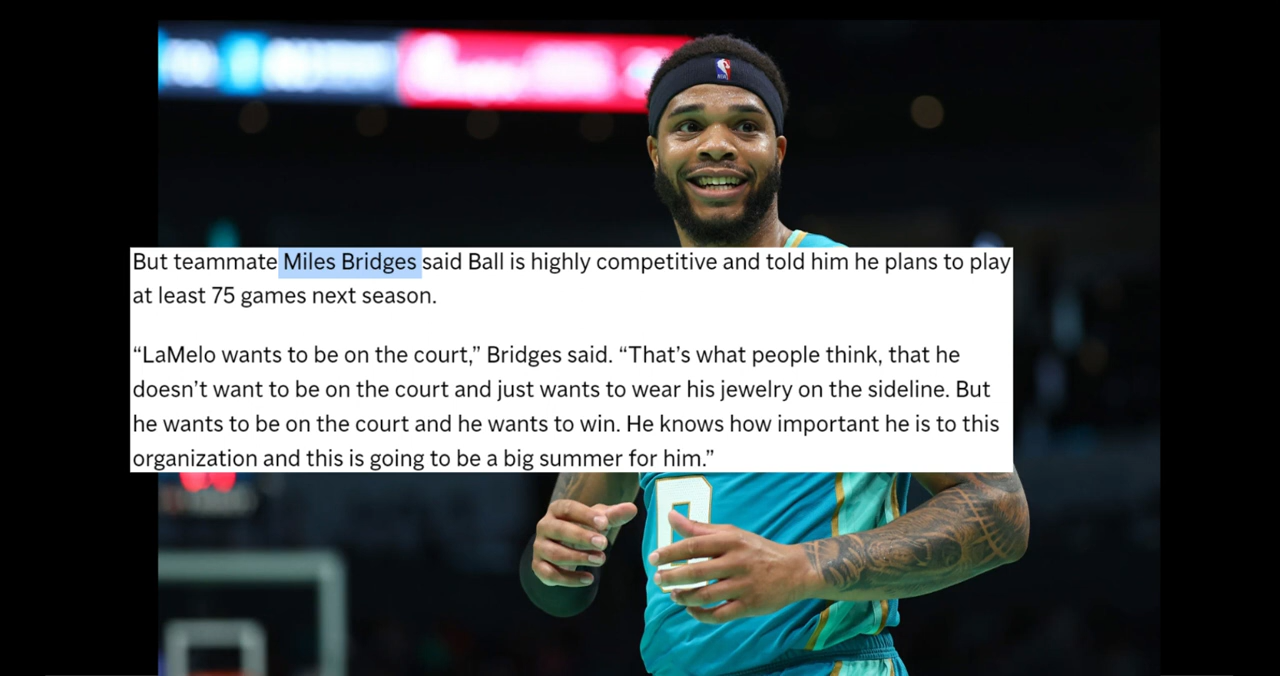 But teammate Miles Bridges said Ball is highly competitive and told him he plans to play
at least 75 games next season.
“LaMelo wants to be on the court,” Bridges said. “That’s what people think, that he
doesn’t want to be on the court and just wants to wear his jewelry on the sideline. But
he wants to be on the court and he wants to win. He knows how important he is to this
organization and this is going to be a big summer for him.”
0